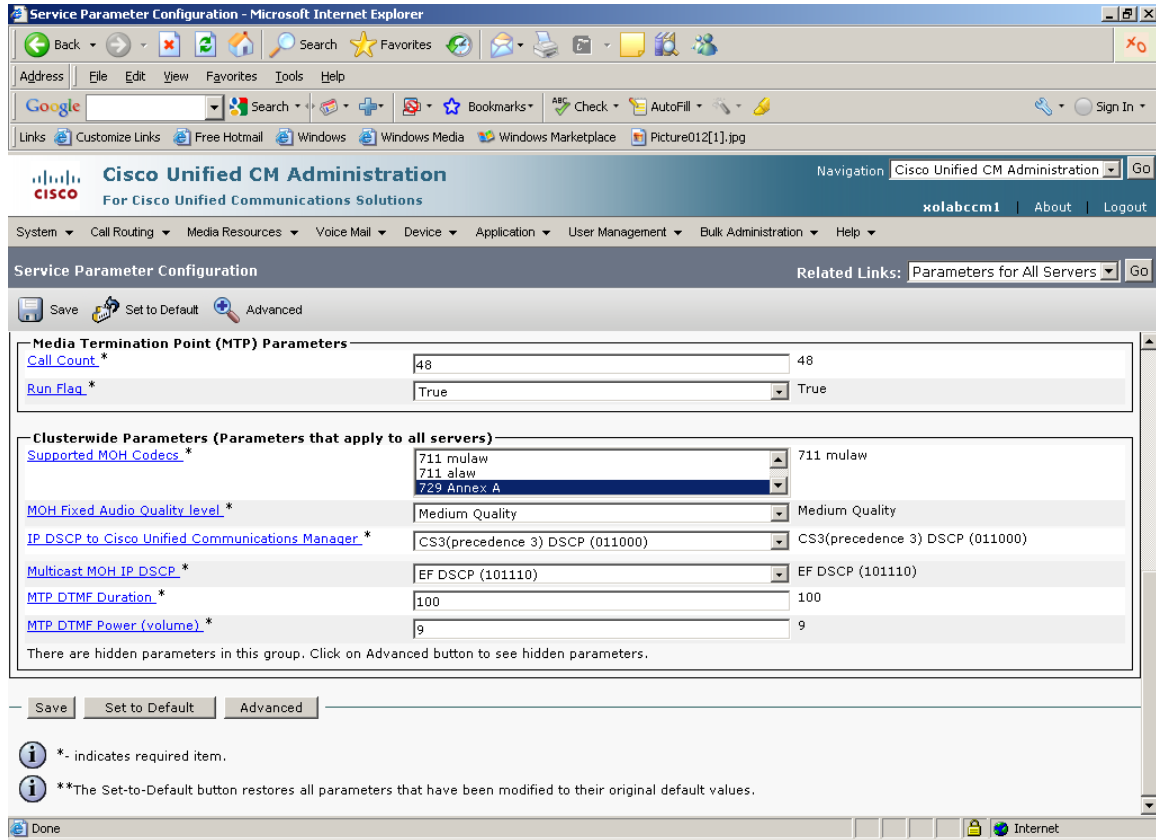 Service Parameter Configuration - Microsoft Internet Explorer
Back Search Favorites
Address File Edit View Favorites Tools Help
Google Search Bookmarks ABC Check AutoFill Sign In
Links Customize Links Free Hotmail Windows Windows Media Windows Marketplace Picture012[1].jpg
CISCO Cisco Unified CM Administration Navigation Cisco Unified CM Administration Go
For Cisco Unified Communications Solutions
xolabccm1 | About | Logout
System Call Routing Media Resources Voice Mail Device Application User Management Bulk Administration Help
Service Parameter Configuration Related Links: Parameters for All Servers Go
Save Set to Default Advanced
Media Termination Point (MTP) Parameters
Call Count * 48 48
Run Flag * True True
Clusterwide Parameters (Parameters that apply to all servers)
Supported MOH Codecs * 711 mulaw 711 mulaw
711 alaw
729 Annex A
MOH Fixed Audio Quality level * Medium Quality Medium Quality
IP DSCP to Cisco Unified Communications Manager * CS3(precedence 3) DSCP (011000) CS3(precedence 3) DSCP (011000)
Multicast MOH IP DSCP * EF DSCP (101110) EF DSCP (101110)
MTP DTMF Duration * 100 100
MTP DTMF Power (volume) * 9 9
There are hidden parameters in this group. Click on Advanced button to see hidden parameters.
Save Set to Default Advanced
i *- indicates required item.
i **The Set-to-Default button restores all parameters that have been modified to their original default values.
Done Internet